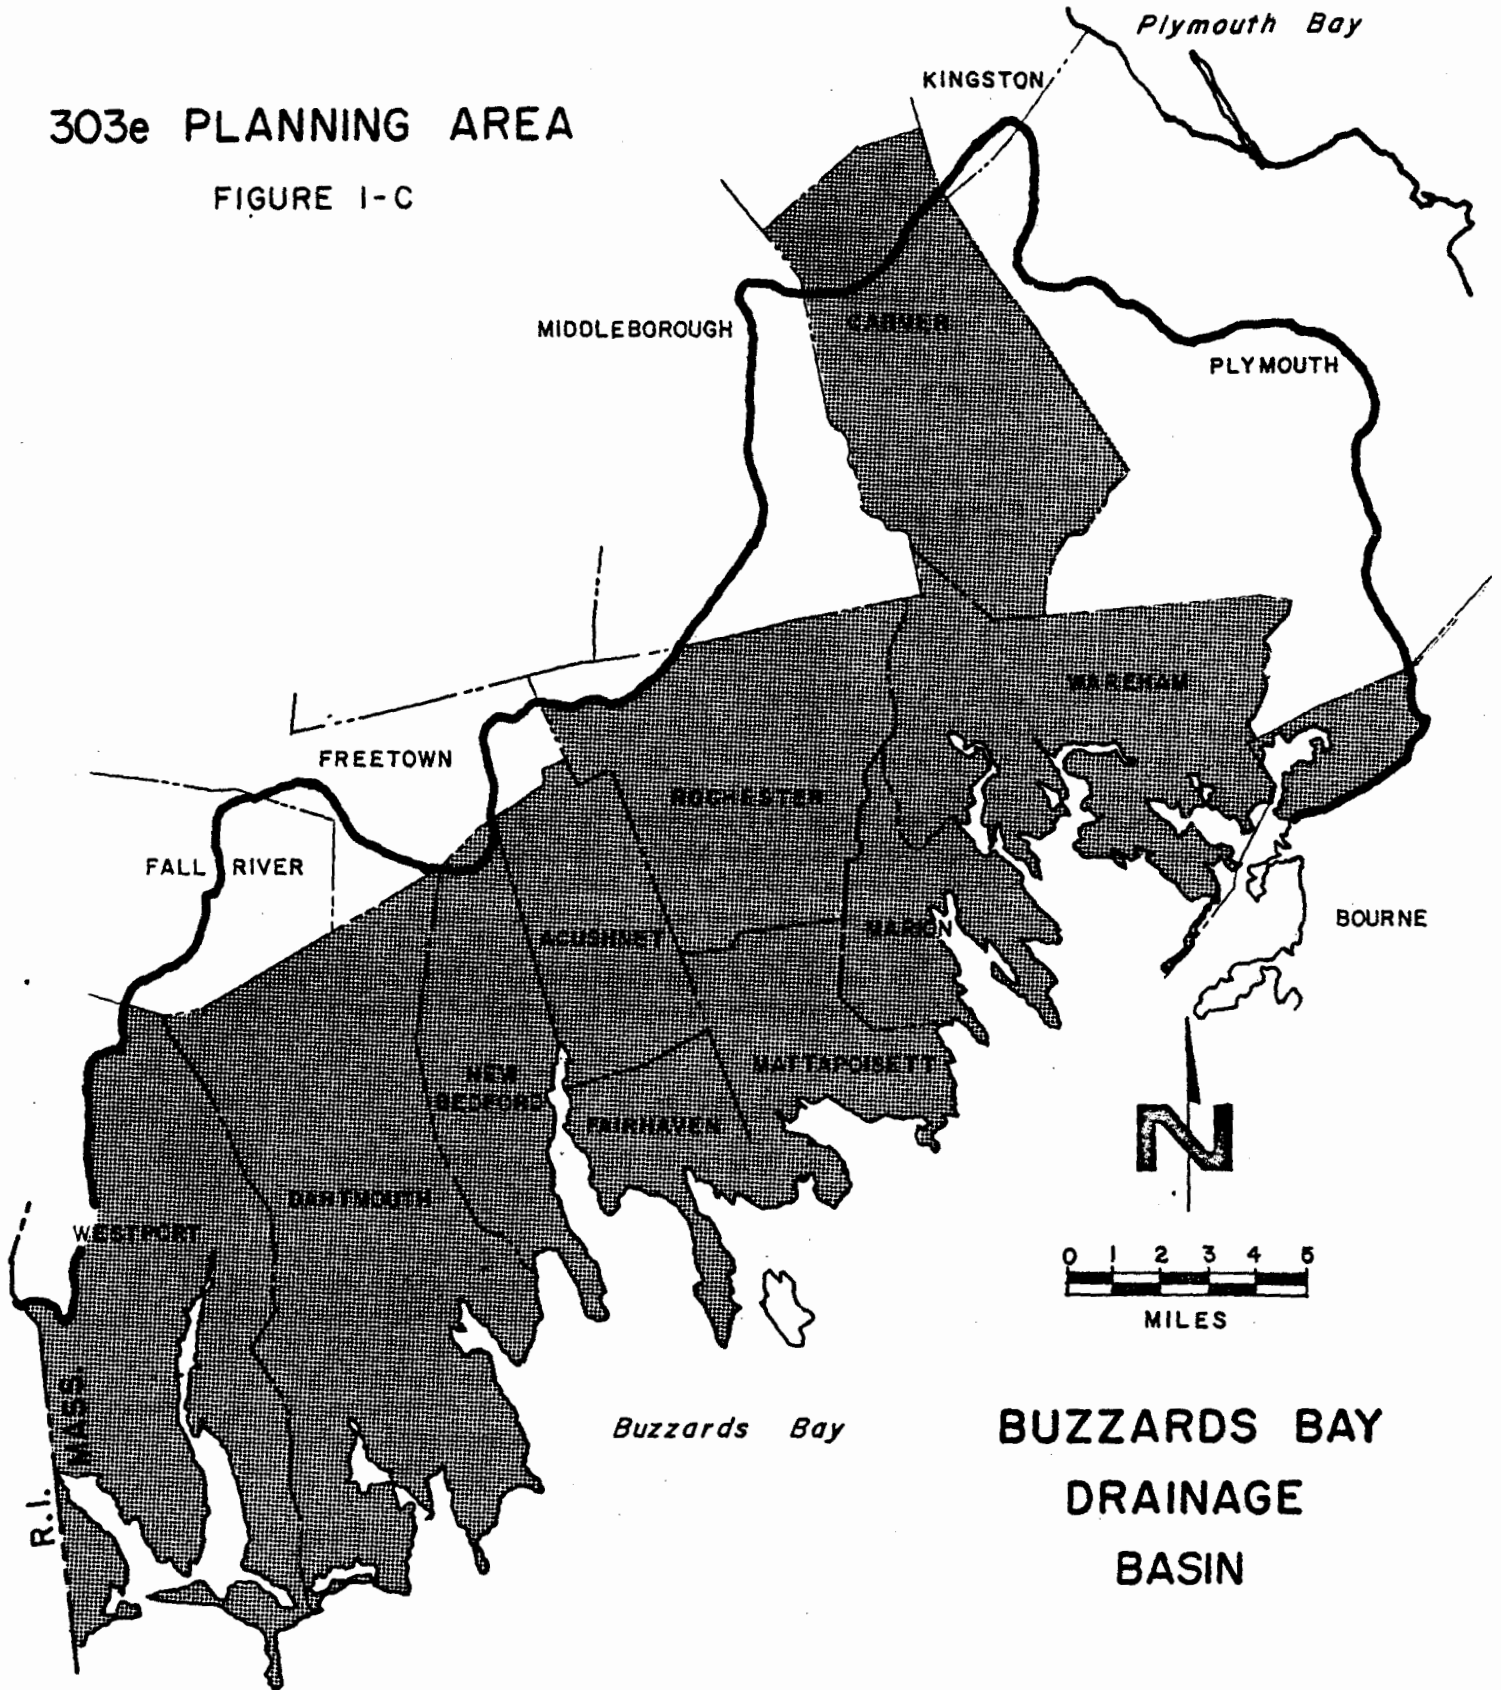 Plymouth Bay
KINGSTON
303e PLANNING AREA
FIGURE 1-C
MIDDLEBOROUGH
CARVER
PLYMOUTH
WAREHAM
FREETOWN
ROCHESTER
FALL RIVER
BOURNE
ACUSHNET
MARION
MATTAPOISETT
NEW
BEDFORD
FAIRHAVEN
N
DARTMOUTH
WESTPORT
0 1 2 3 4 5
MILES
MASS.
R.I.
Buzzards Bay
BUZZARDS BAY
DRAINAGE
BASIN